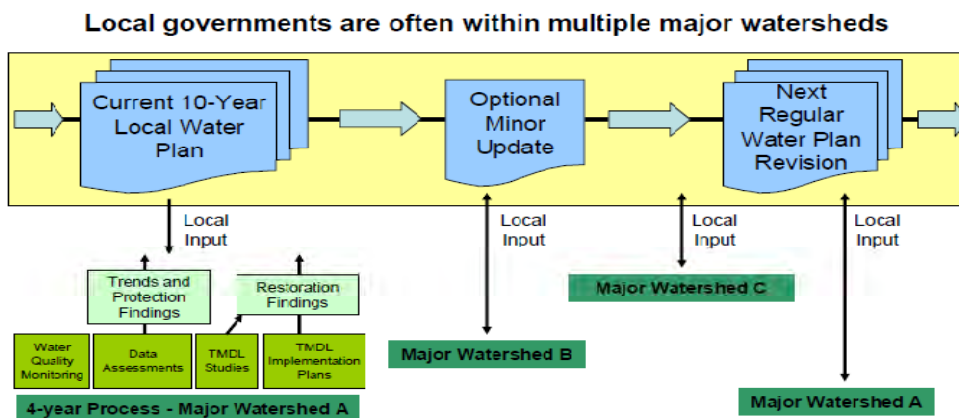 Local governments are often within multiple major watersheds
Current 10-Year
Local Water
Plan
Optional
Minor
Update
Next
Regular
Water Plan
Revision
Local
Input
Local
Input
Local
Input
Local
Input
Trends and
Protection
Findings
Restoration
Findings
Major Watershed C
Water
Quality
Monitoring
Data
Assessments
TMDL
Studies
TMDL
Implementation
Plans
Major Watershed B
4-year Process - Major Watershed A
Major Watershed A